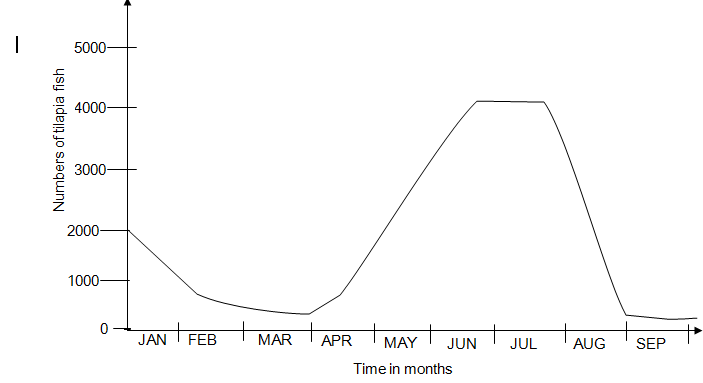 5000
4000
3000
2000
1000
0
Numbers of tilapia fish
JAN FEB MAR APR MAY JUN JUL AUG SEP
Time in months